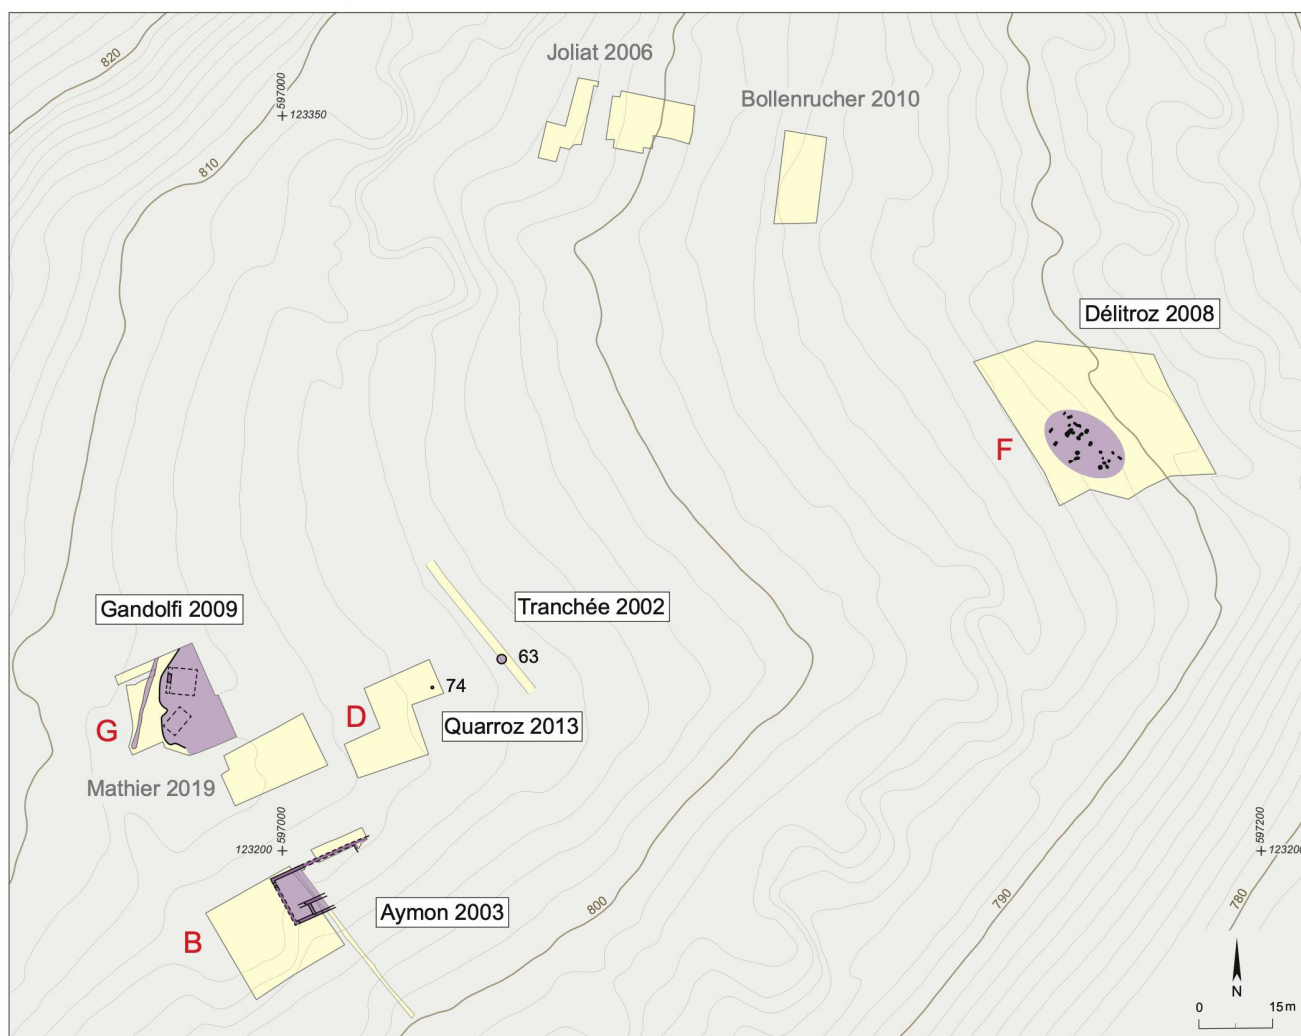 820
597000
123350
Joliat 2006
Bollenrucher 2010
810
Délitroz 2008
F
Gandolfi 2009
Tranchée 2002
63
74
G
D
Quarroz 2013
Mathier 2019
597000
123200
597200
123200
B
Aymon 2003
800
790
780
N
0 15 m